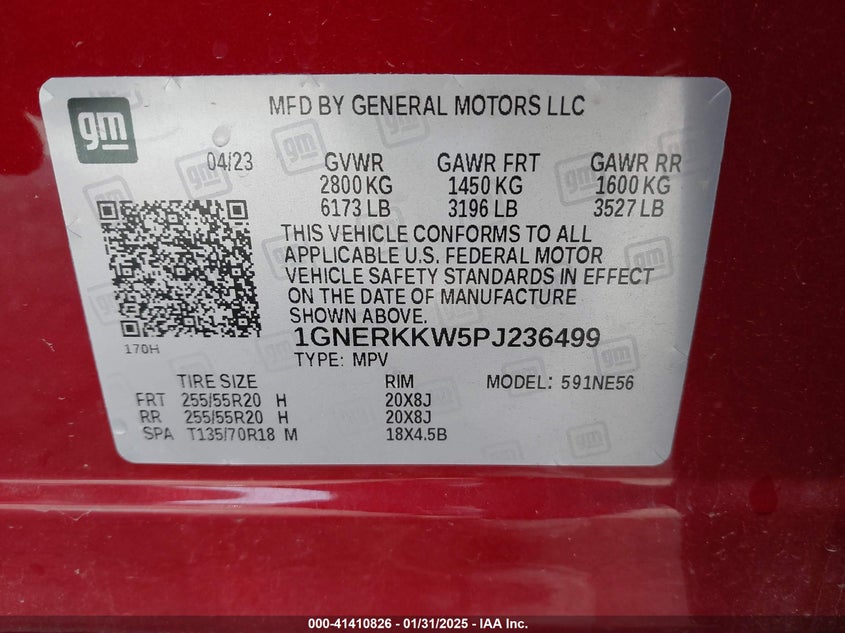 gm
MFD BY GENERAL MOTORS LLC
04/23 GVWR GAWR FRT GAWR RR
2800 KG 1450 KG 1600 KG
6173 LB 3196 LB 3527 LB
THIS VEHICLE CONFORMS TO ALL
APPLICABLE U.S. FEDERAL MOTOR
VEHICLE SAFETY STANDARDS IN EFFECT
ON THE DATE OF MANUFACTURE
SHOWN ABOVE.
170H
1GNERKKW5PJ236499
TYPE: MPV
TIRE SIZE RIM MODEL: 591NE56
FRT 255/55R20 H 20X8J
RR 255/55R20 H 20X8J
SPA T135/70R18 M 18X4.5B
000-41410826 - 01/31/2025 - IAA Inc.